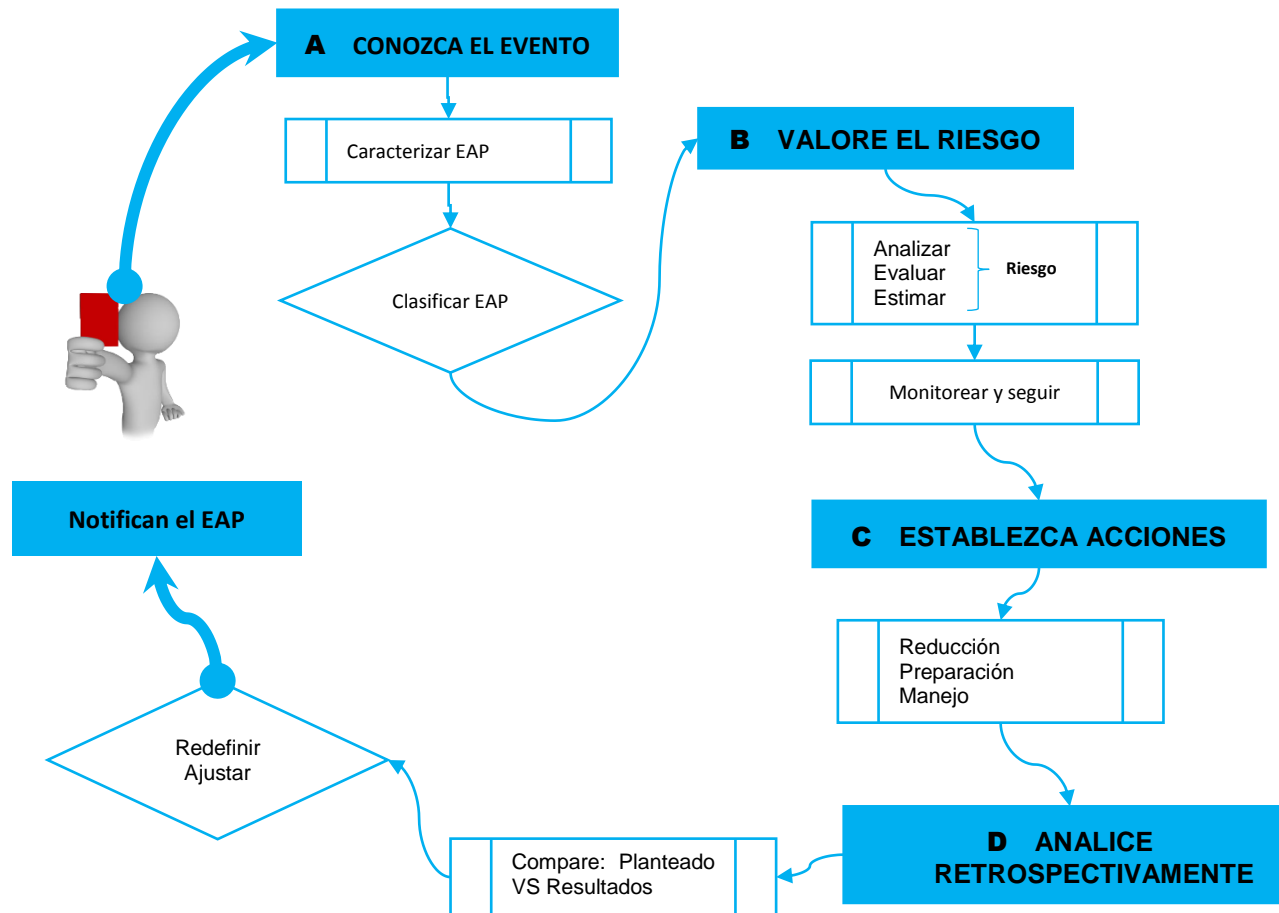 A CONOZCA EL EVENTO
Caracterizar EAP
Clasificar EAP
B VALORE EL RIESGO
Analizar
Evaluar
Estimar
Riesgo
Monitorear y seguir
C ESTABLEZCA ACCIONES
Reducción
Preparación
Manejo
D ANALICE
RETROSPECTIVAMENTE
Compare: Planteado
VS Resultados
Redefinir
Ajustar
Notifican el EAP